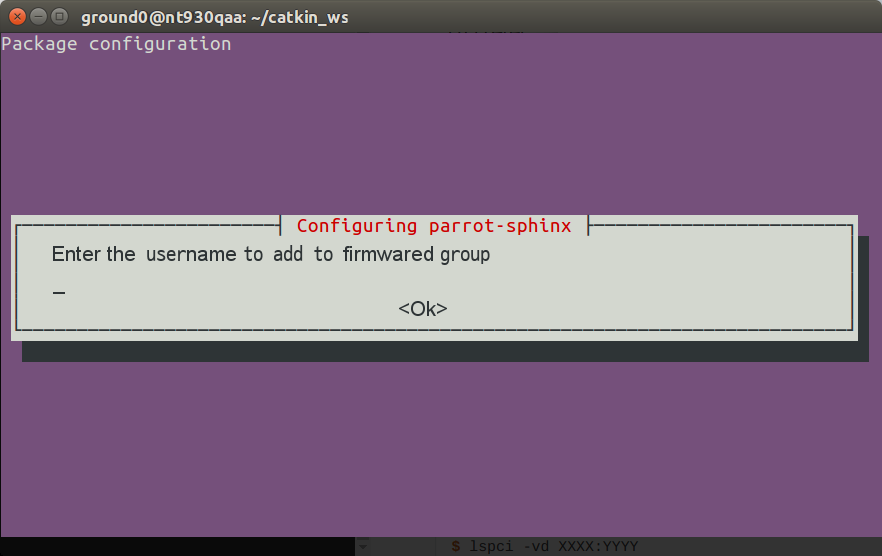 ground0@nt930qaa: ~/catkin_ws
Package configuration
Configuring parrot-sphinx
Enter the username to add to firmwared group
_
<Ok>
$ lspci -vd XXXX:YYYY